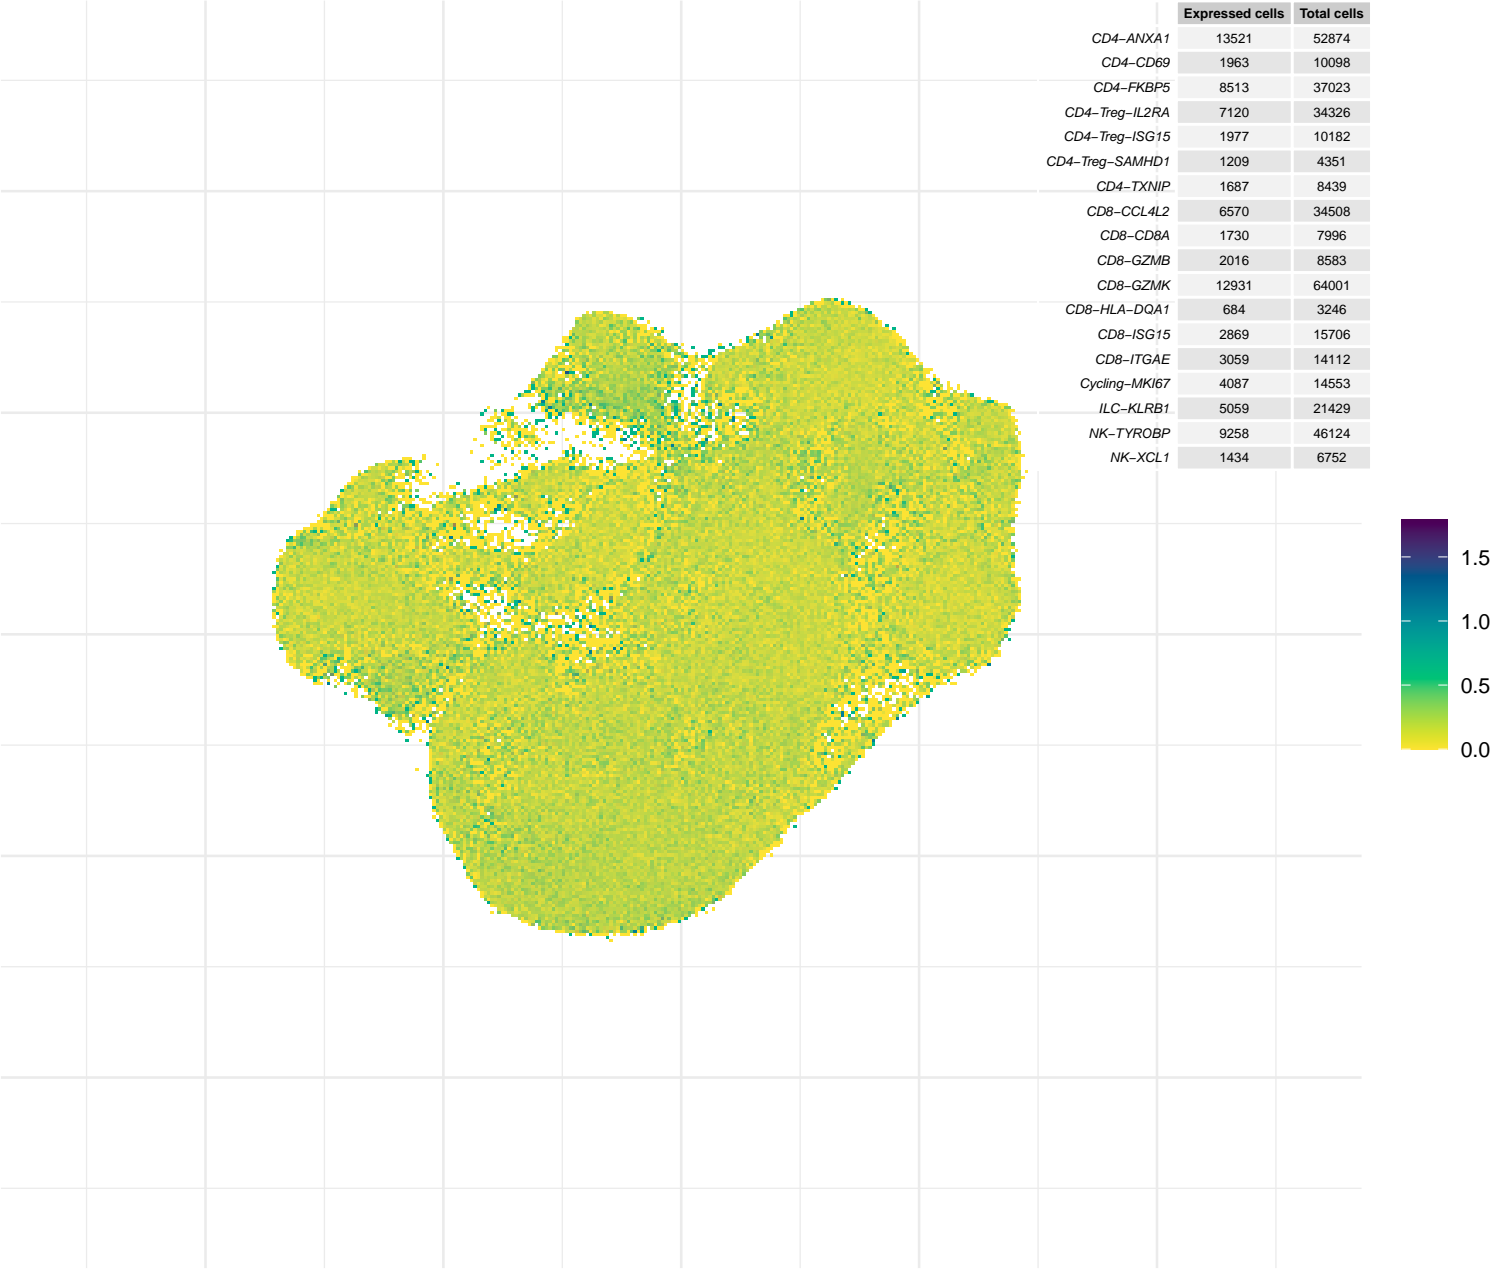 Expressed cells Total cells
CD4−ANXA1 13521 52874
CD4−CD69 1963 10098
CD4−FKBP5 8513 37023
CD4−Treg−IL2RA 7120 34326
CD4−Treg−ISG15 1977 10182
CD4−Treg−SAMHD1 1209 4351
CD4−TXNIP 1687 8439
CD8−CCL4L2 6570 34508
CD8−CD8A 1730 7996
CD8−GZMB 2016 8583
CD8−GZMK 12931 64001
CD8−HLA−DQA1 684 3246
CD8−ISG15 2869 15706
CD8−ITGAE 3059 14112
Cycling−MKI67 4087 14553
ILC−KLRB1 5059 21429
NK−TYROBP 9258 46124
NK−XCL1 1434 6752
1.5
1.0
0.5
0.0